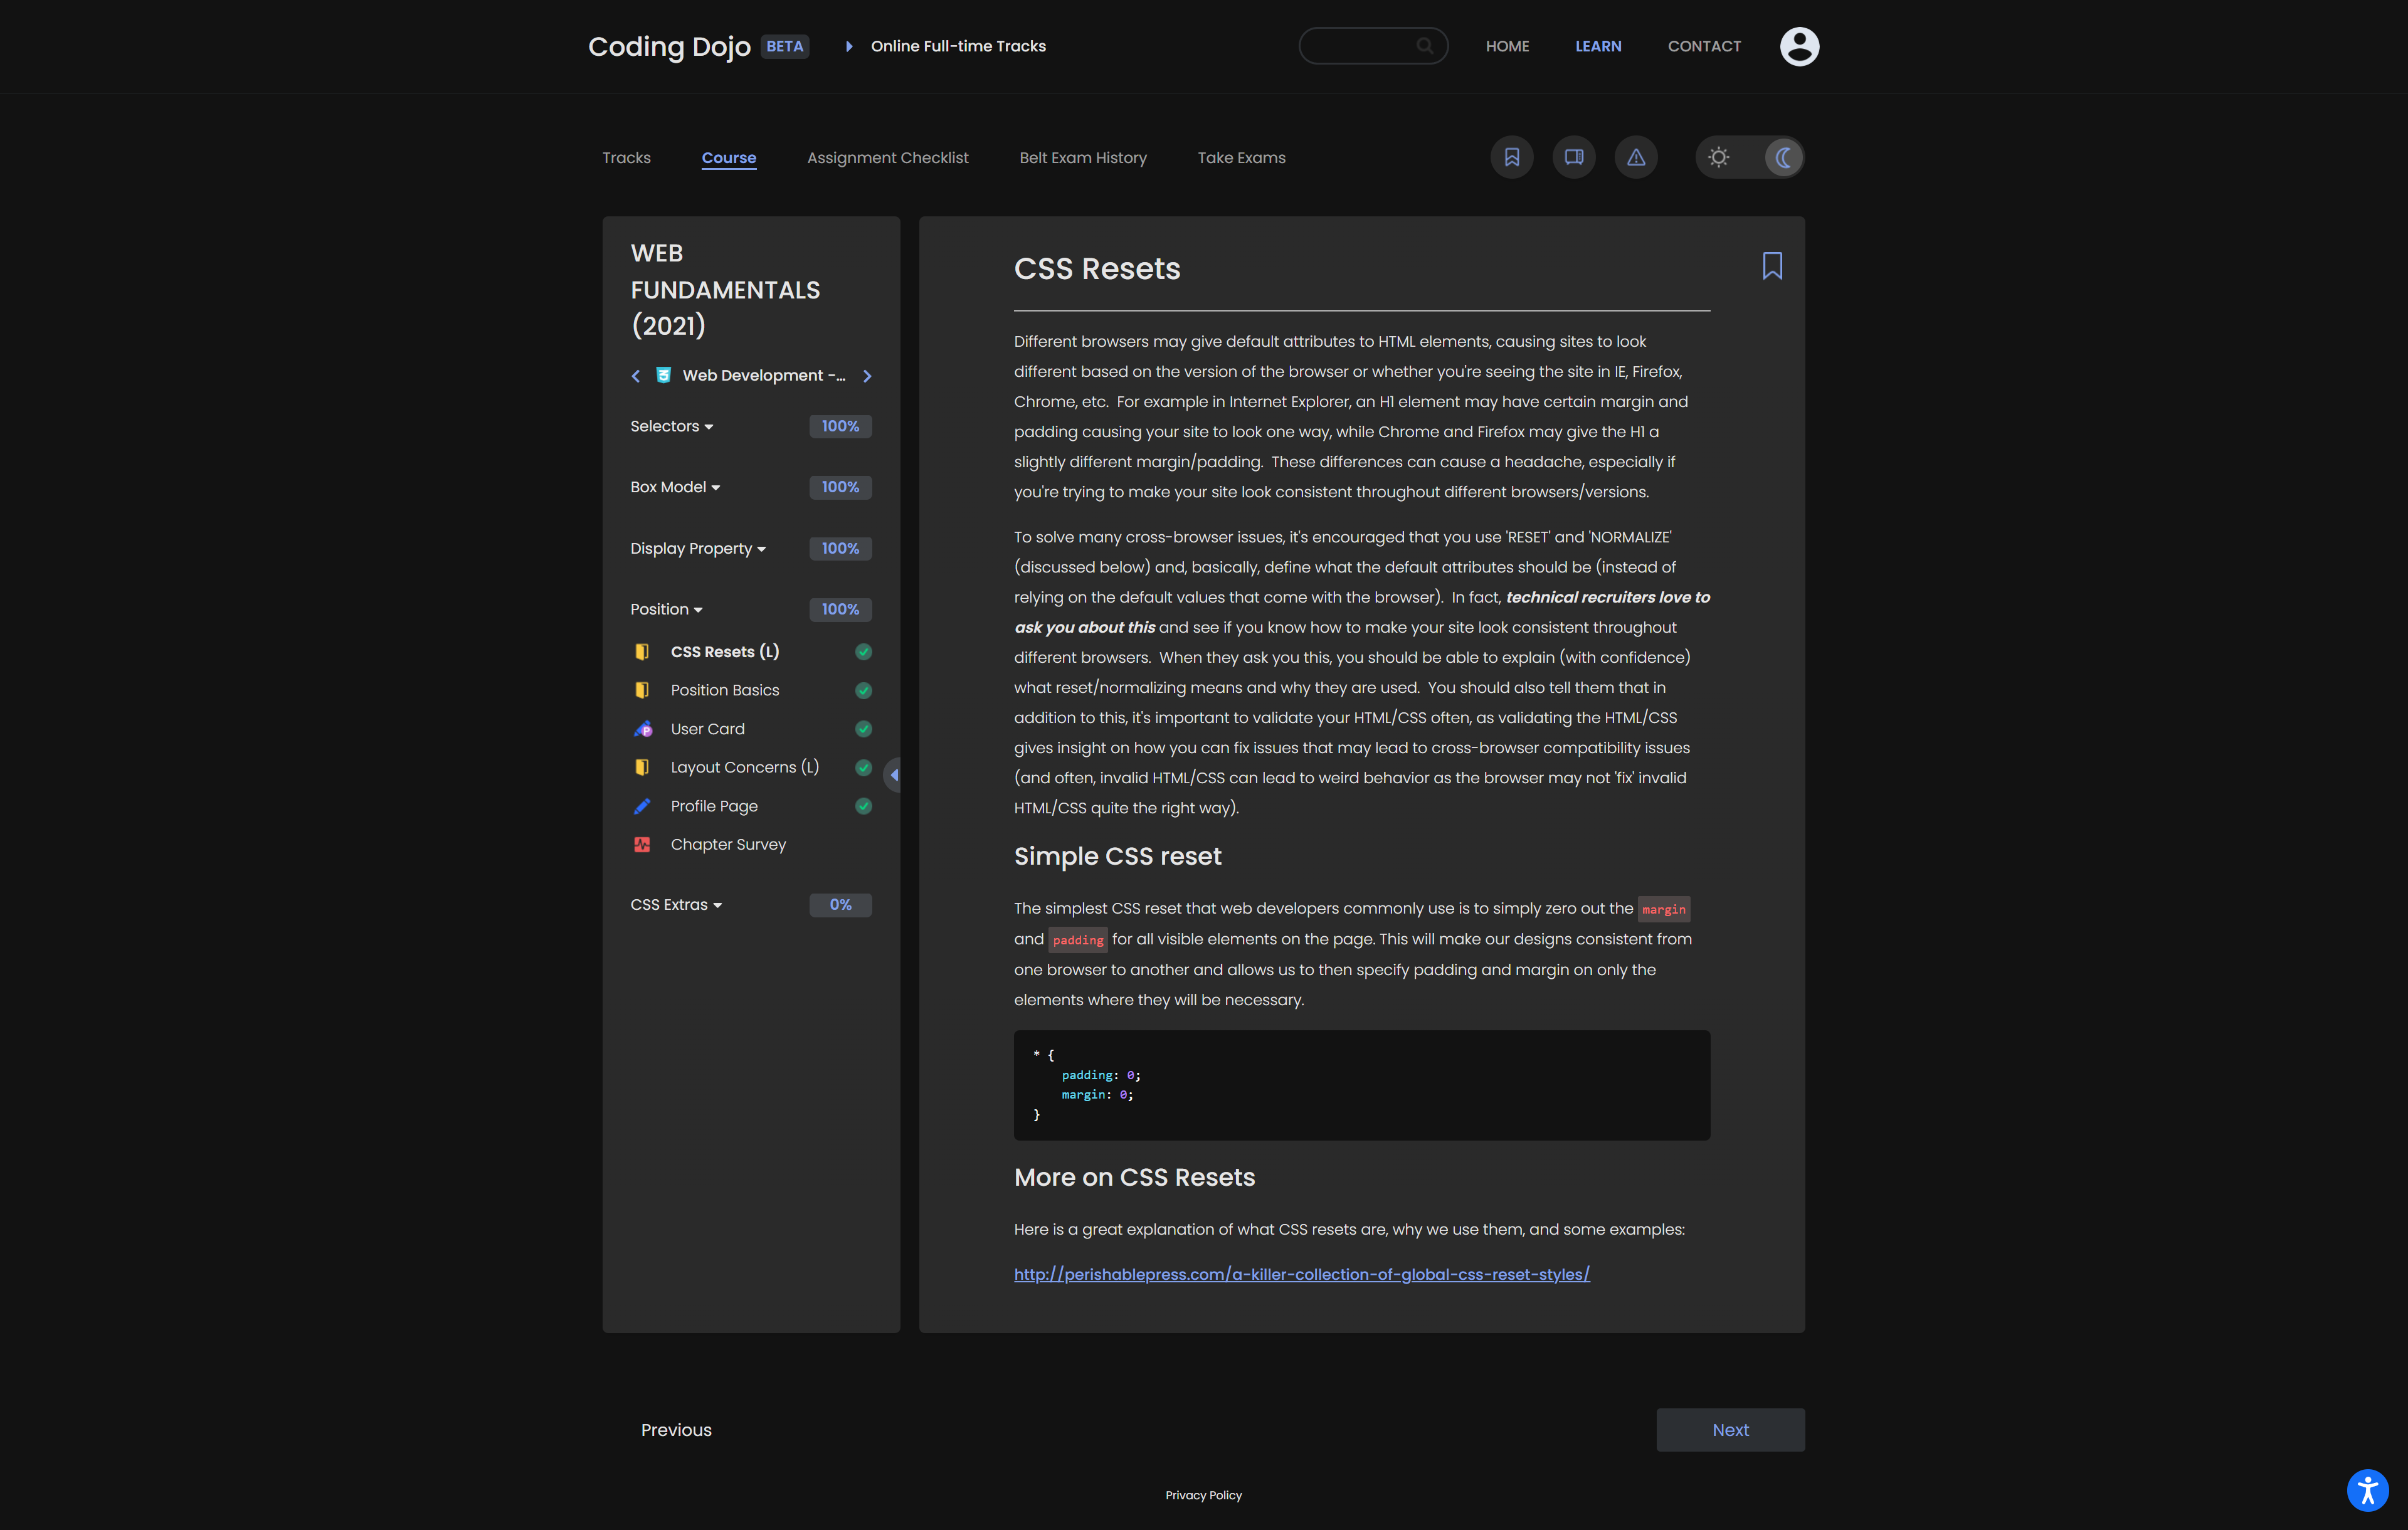 Coding Dojo BETA Online Full-time Tracks HOME LEARN CONTACT
Tracks Course Assignment Checklist Belt Exam History Take Exams
WEB
FUNDAMENTALS
(2021)
Web Development -...
Selectors 100%
Box Model 100%
Display Property 100%
Position 100%
CSS Resets (L)
Position Basics
User Card
Layout Concerns (L)
Profile Page
Chapter Survey
CSS Extras 0%
CSS Resets
Different browsers may give default attributes to HTML elements, causing sites to look
different based on the version of the browser or whether you're seeing the site in IE, Firefox,
Chrome, etc. For example in Internet Explorer, an H1 element may have certain margin and
padding causing your site to look one way, while Chrome and Firefox may give the H1 a
slightly different margin/padding. These differences can cause a headache, especially if
you're trying to make your site look consistent throughout different browsers/versions.
To solve many cross-browser issues, it's encouraged that you use 'RESET' and 'NORMALIZE'
(discussed below) and, basically, define what the default attributes should be (instead of
relying on the default values that come with the browser). In fact, technical recruiters love to
ask you about this and see if you know how to make your site look consistent throughout
different browsers. When they ask you this, you should be able to explain (with confidence)
what reset/normalizing means and why they are used. You should also tell them that in
addition to this, it's important to validate your HTML/CSS often, as validating the HTML/CSS
gives insight on how you can fix issues that may lead to cross-browser compatibility issues
(and often, invalid HTML/CSS can lead to weird behavior as the browser may not 'fix' invalid
HTML/CSS quite the right way).
Simple CSS reset
The simplest CSS reset that web developers commonly use is to simply zero out the margin
and padding for all visible elements on the page. This will make our designs consistent from
one browser to another and allows us to then specify padding and margin on only the
elements where they will be necessary.
* {
padding: 0;
margin: 0;
}
More on CSS Resets
Here is a great explanation of what CSS resets are, why we use them, and some examples:
http://perishablepress.com/a-killer-collection-of-global-css-reset-styles/
Previous Next
Privacy Policy